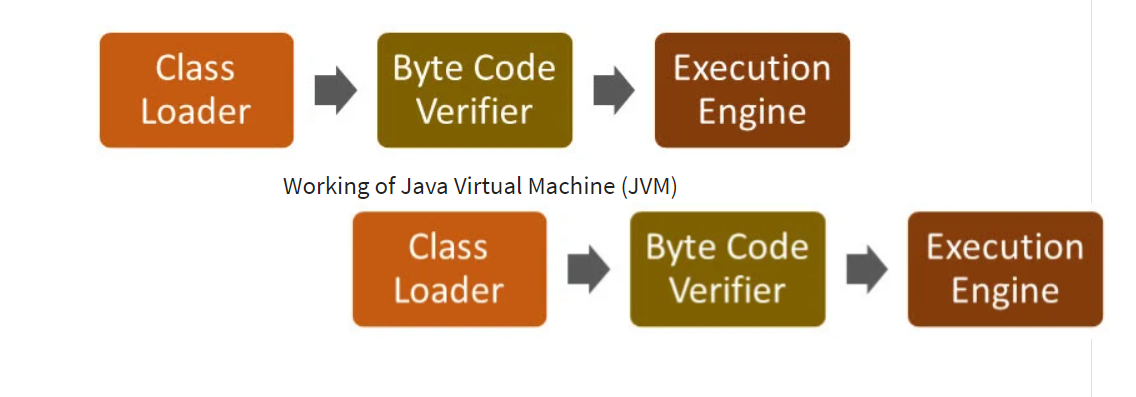 Class
Loader
Byte Code
Verifier
Execution
Engine
Working of Java Virtual Machine (JVM)
Class
Loader
Byte Code
Verifier
Execution
Engine